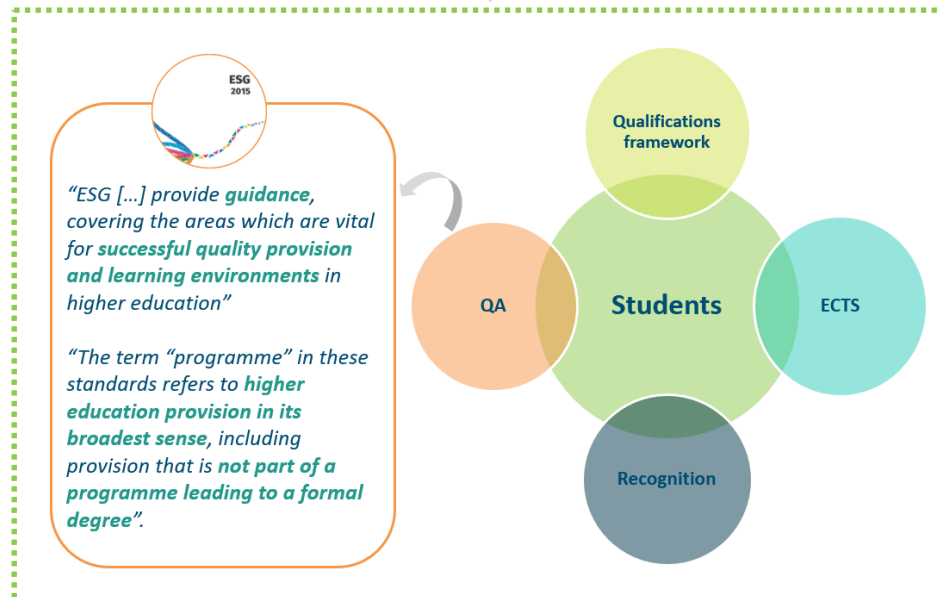 ESG
2015
“ESG […] provide guidance,
covering the areas which are vital
for successful quality provision
and learning environments in
higher education”
“The term “programme” in these
standards refers to higher
education provision in its
broadest sense, including
provision that is not part of a
programme leading to a formal
degree”.
Qualifications
framework
QA
Students
ECTS
Recognition